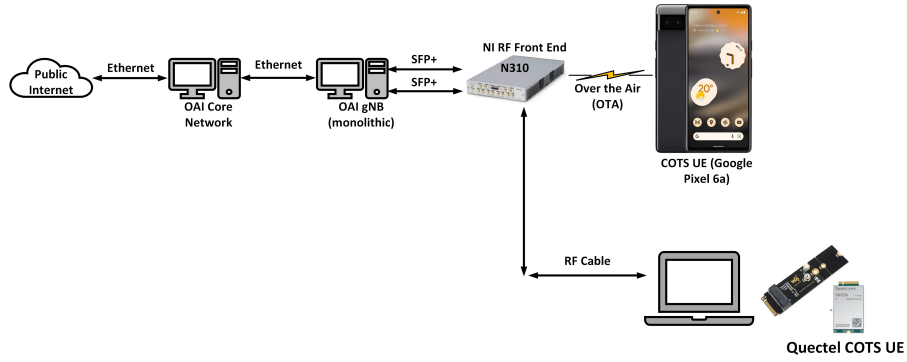 Public
Internet
Ethernet
OAI Core
Network
Ethernet
OAI gNB
(monolithic)
SFP+
SFP+
NI RF Front End
N310
Over the Air
(OTA)
20°
COTS UE (Google
Pixel 6a)
RF Cable
Quectel COTS UE